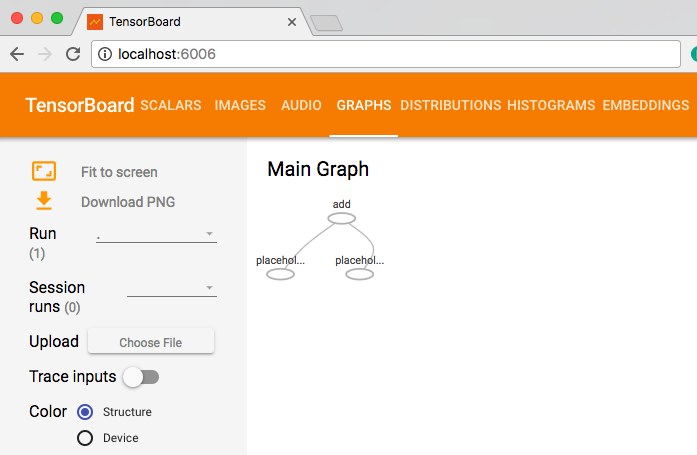 TensorBoard
localhost:6006
TensorBoard SCALARS IMAGES AUDIO GRAPHS DISTRIBUTIONS HISTOGRAMS EMBEDDINGS
Fit to screen
Download PNG
Run
(1)
.
Session
runs (0)
Upload Choose File
Trace inputs
Color Structure
Device
Main Graph
add
placehol... placehol...